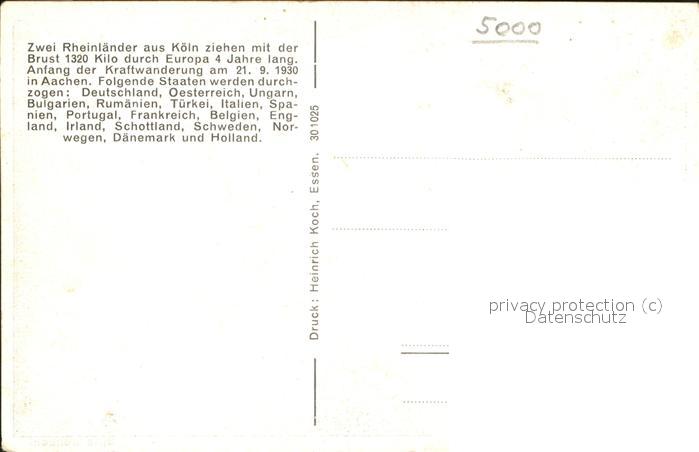 5000
Zwei Rheinländer aus Köln ziehen mit der
Brust 1320 Kilo durch Europa 4 Jahre lang.
Anfang der Kraftwanderung am 21. 9. 1930
in Aachen. Folgende Staaten werden durch-
zogen: Deutschland, Oesterreich, Ungarn,
Bulgarien, Rumänien, Türkei, Italien, Spa-
nien, Portugal, Frankreich, Belgien, Eng-
land, Irland, Schottland, Schweden, Nor-
wegen, Dänemark und Holland.
Druck: Heinrich Koch, Essen. 301025
privacy protection (c)
Datenschutz